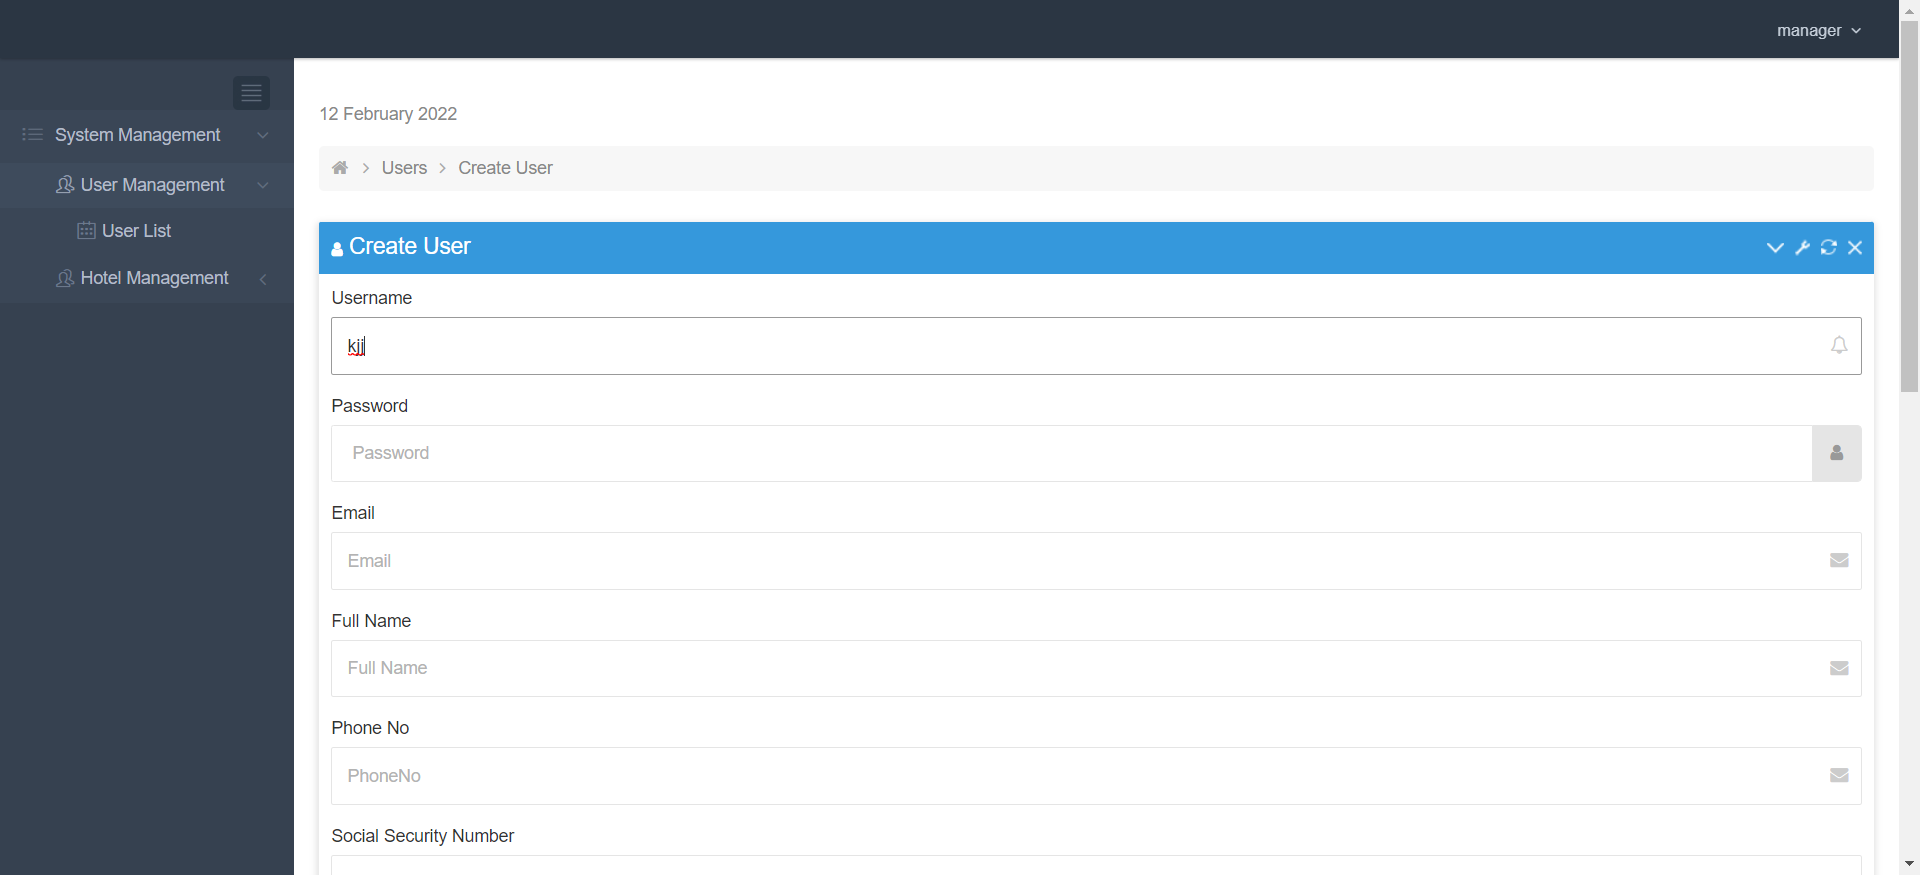 manager
System Management
User Management
User List
Hotel Management
12 February 2022
Users
Create User
Create User
Username
kjj
Password
Password
Email
Email
Full Name
Full Name
Phone No
PhoneNo
Social Security Number